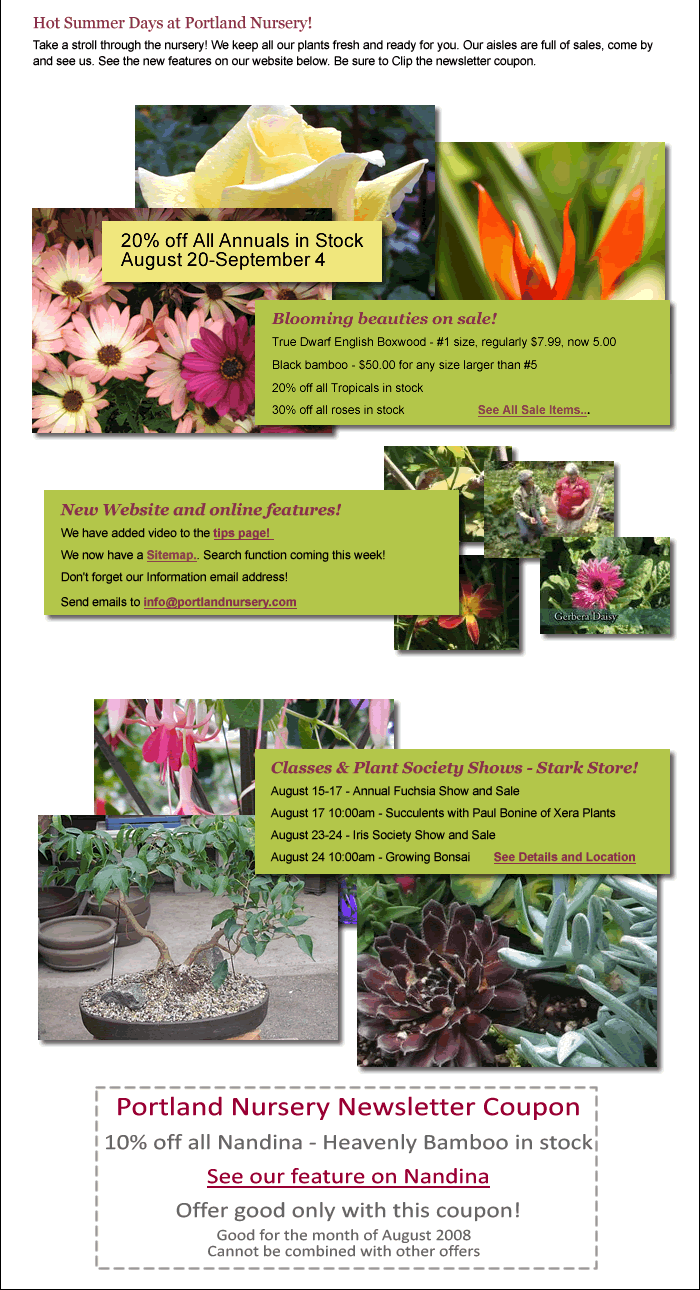 Hot Summer Days at Portland Nursery!
Take a stroll through the nursery! We keep all our plants fresh and ready for you. Our aisles are full of sales, come by
and see us. See the new features on our website below. Be sure to Clip the newsletter coupon.
20% off All Annuals in Stock
August 20-September 4
Blooming beauties on sale!
True Dwarf English Boxwood - #1 size, regularly $7.99, now 5.00
Black bamboo - $50.00 for any size larger than #5
20% off all Tropicals in stock
30% off all roses in stock See All Sale Items...
New Website and online features!
We have added video to the tips page!
We now have a Sitemap.. Search function coming this week!
Don't forget our Information email address!
Send emails to info@portlandnursery.com
Gerbera Daisy
Classes & Plant Society Shows - Stark Store!
August 15-17 - Annual Fuchsia Show and Sale
August 17 10:00am - Succulents with Paul Bonine of Xera Plants
August 23-24 - Iris Society Show and Sale
August 24 10:00am - Growing Bonsai See Details and Location
Portland Nursery Newsletter Coupon
10% off all Nandina - Heavenly Bamboo in stock
See our feature on Nandina
Offer good only with this coupon!
Good for the month of August 2008
Cannot be combined with other offers